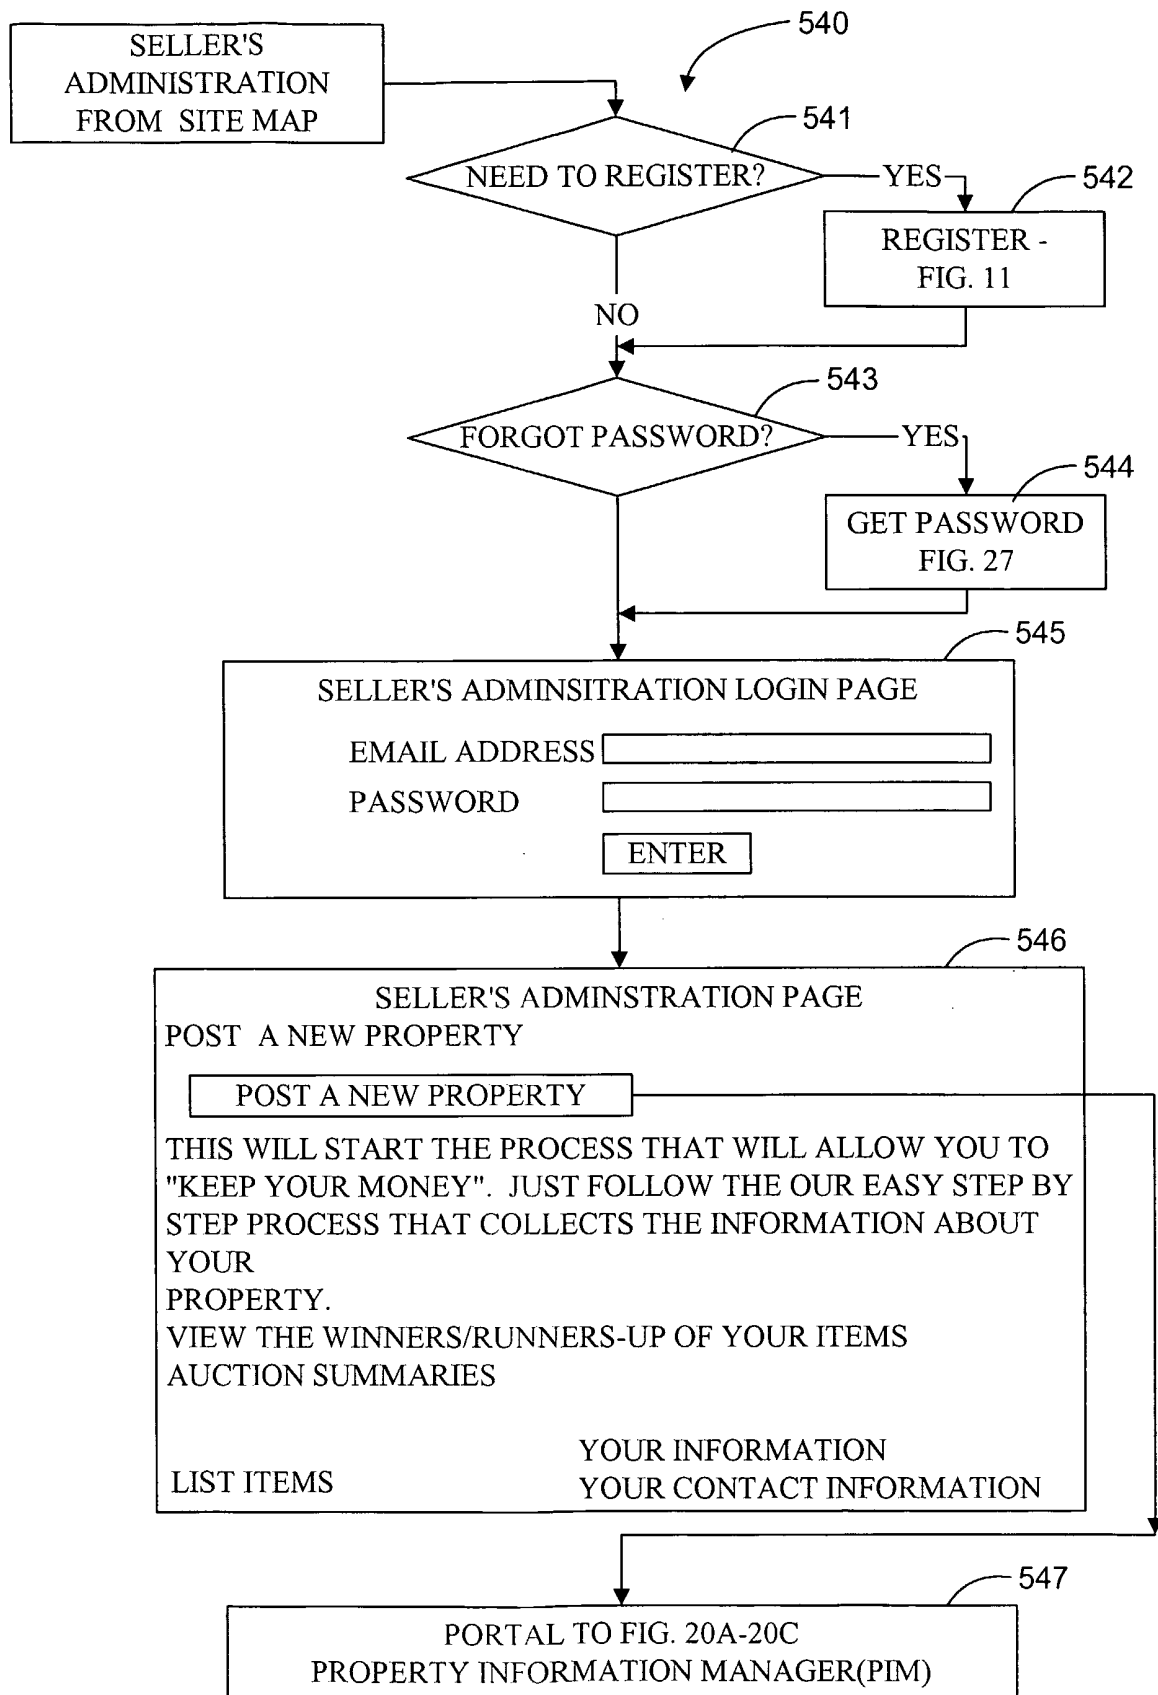 SELLER'S
ADMINISTRATION
FROM SITE MAP
540
541
NEED TO REGISTER?
YES
542
REGISTER -
FIG. 11
NO
543
FORGOT PASSWORD?
YES
544
GET PASSWORD
FIG. 27
545
SELLER'S ADMINSITRATION LOGIN PAGE
EMAIL ADDRESS
PASSWORD
ENTER
546
SELLER'S ADMINSTRATION PAGE
POST A NEW PROPERTY
POST A NEW PROPERTY
THIS WILL START THE PROCESS THAT WILL ALLOW YOU TO
"KEEP YOUR MONEY". JUST FOLLOW THE OUR EASY STEP BY
STEP PROCESS THAT COLLECTS THE INFORMATION ABOUT
YOUR
PROPERTY.
VIEW THE WINNERS/RUNNERS-UP OF YOUR ITEMS
AUCTION SUMMARIES
YOUR INFORMATION
LIST ITEMS
YOUR CONTACT INFORMATION
547
PORTAL TO FIG. 20A-20C
PROPERTY INFORMATION MANAGER(PIM)